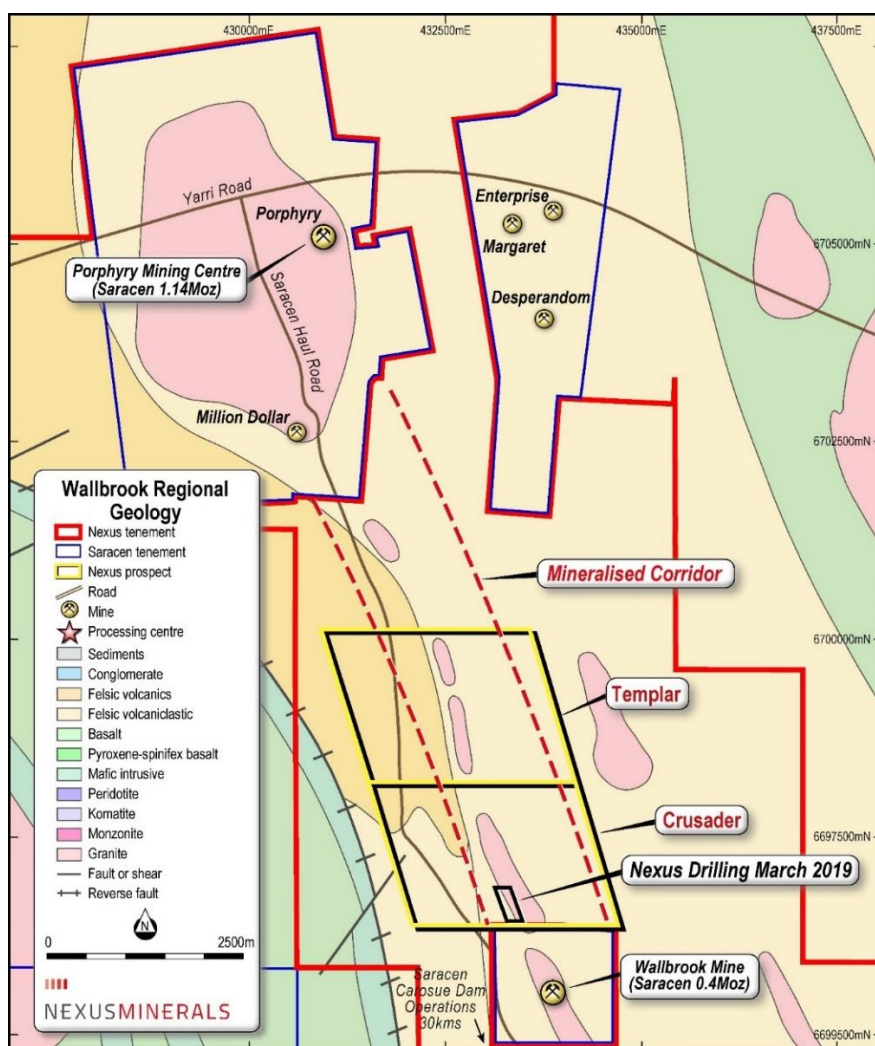 430000mE
432500mE
435000mE
437500mE
Yarri Road
Porphyry
Enterprise
Margaret
6705000mN
Porphyry Mining Centre
(Saracen 1.14Moz)
Saracen Haul Road
Desperandom
Million Dollar
6702500mN
Wallbrook Regional
Geology
Nexus tenement
Saracen tenement
Nexus prospect
Road
Mine
Processing centre
Sediments
Conglomerate
Felsic volcanics
Felsic volcaniclastic
Basalt
Pyroxene-spinifex basalt
Mafic intrusive
Peridotite
Komatite
Monzonite
Granite
Fault or shear
Reverse fault
N
0
2500m
NEXUSMINERALS
Mineralised Corridor
6700000mN
Templar
Crusader
6697500mN
Nexus Drilling March 2019
Saracen
Carosue Dam
Operations
30kms
Wallbrook Mine
(Saracen 0.4Moz)
6699500mN